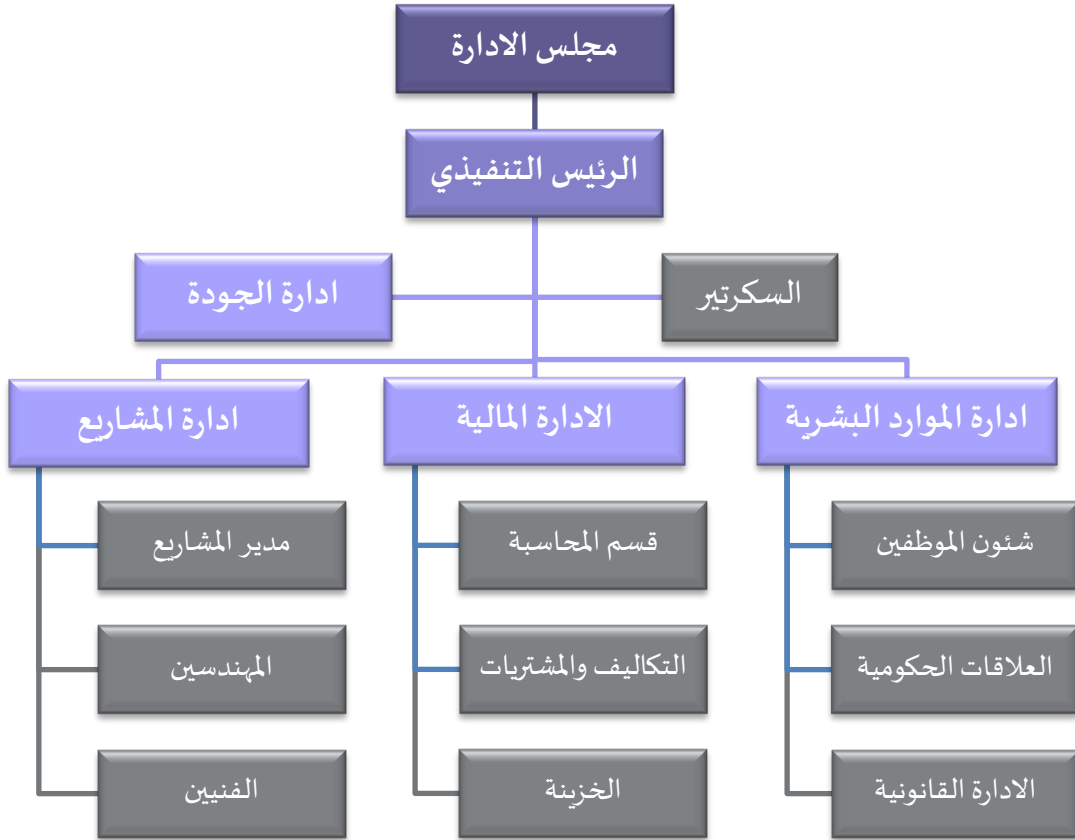 مجلس الادارة
الرئيس التنفيذي
السكرتير
ادارة الجودة
ادارة الموارد البشرية
الادارة المالية
ادارة المشاريع
شئون الموظفين
قسم المحاسبة
مدير المشاريع
العلاقات الحكومية
التكاليف والمشتريات
المهندسين
الادارة القانونية
الخزينة
الفنيين